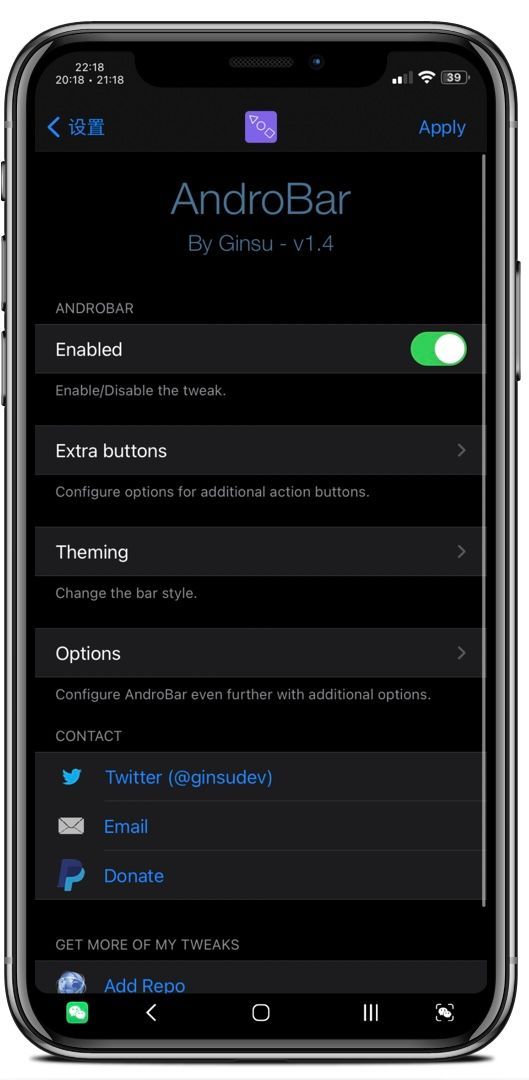 22:18
20:18 • 21:18
39
设置
Apply
AndroBar
By Ginsu - v1.4
ANDROBAR
Enabled
Enable/Disable the tweak.
Extra buttons
Configure options for additional action buttons.
Theming
Change the bar style.
Options
Configure AndroBar even further with additional options.
CONTACT
Twitter (@ginsudev)
Email
Donate
GET MORE OF MY TWEAKS
Add Repo